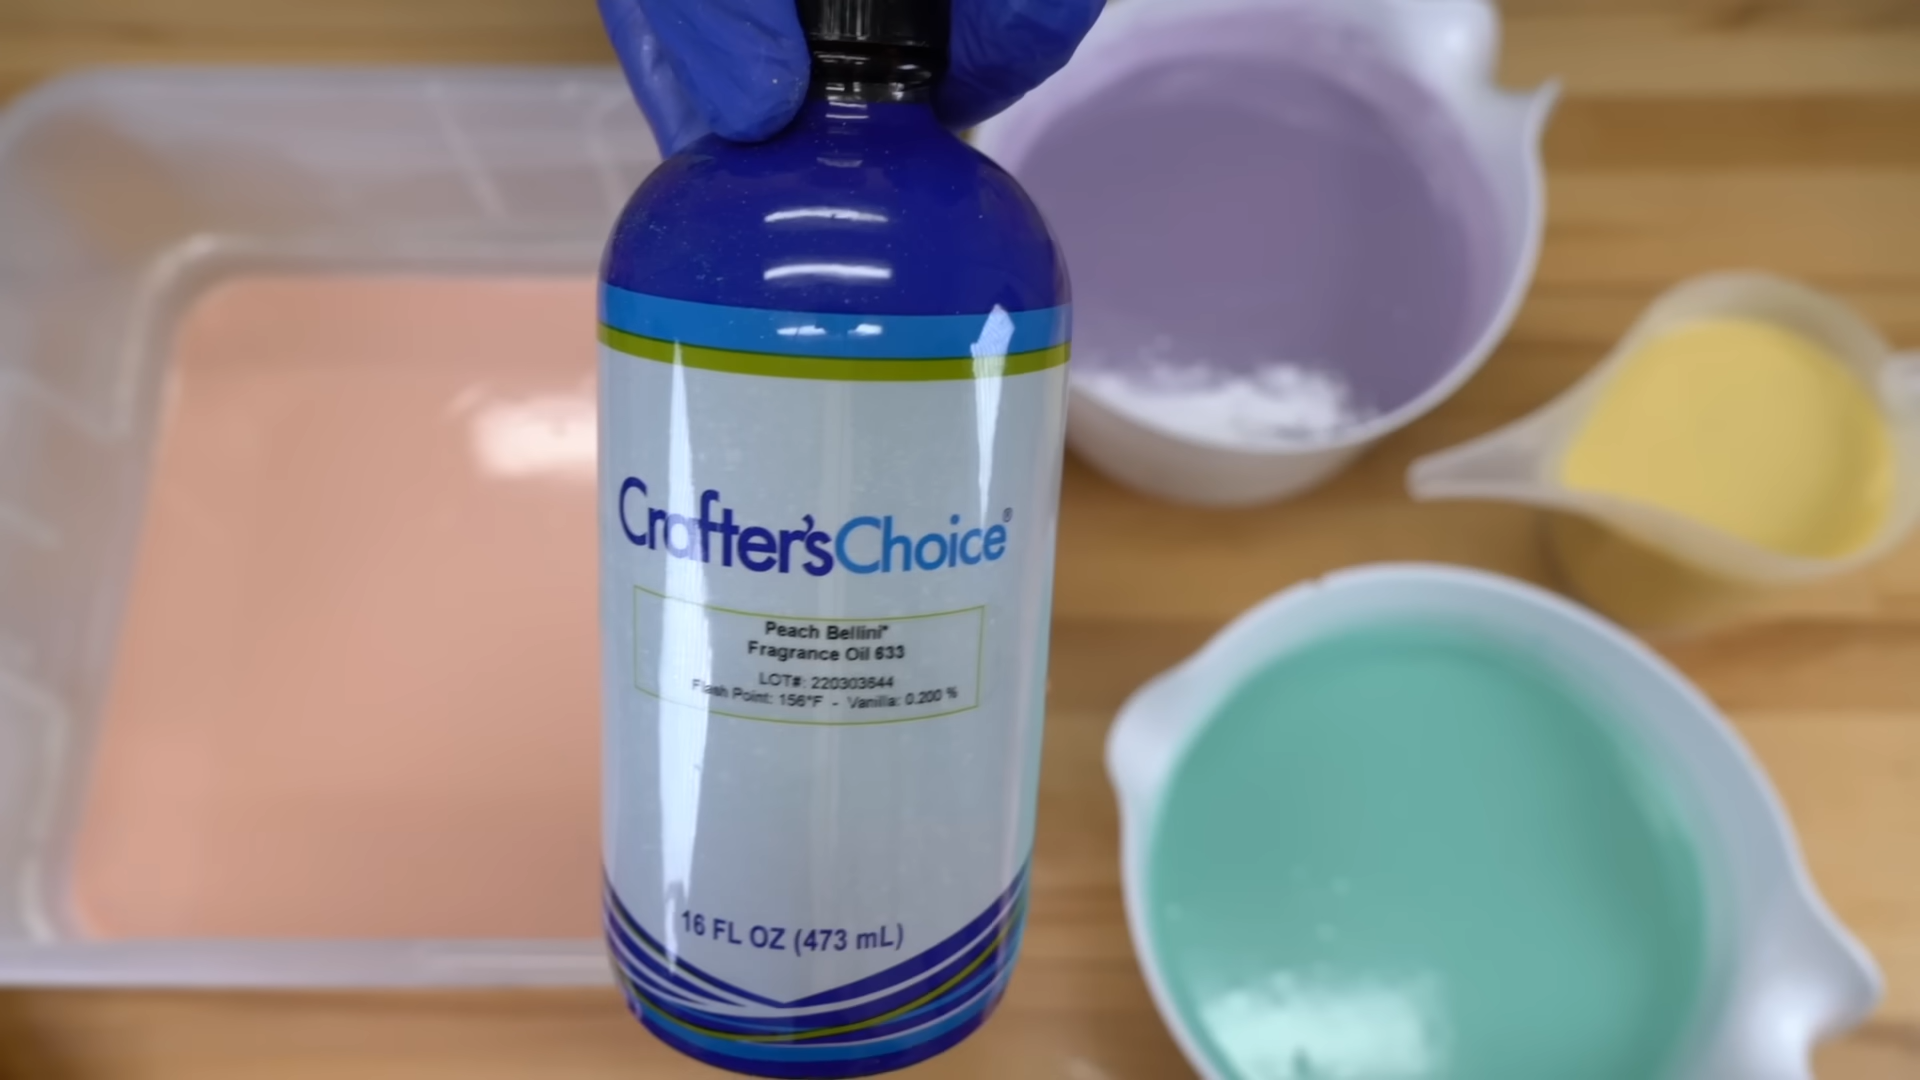 Crafter'sChoice®
Peach Bellini*
Fragrance Oil 633
LOT#: 220303644
Flash Point: 156°F - Vanilla: 0.200 %
16 FL OZ (473 mL)